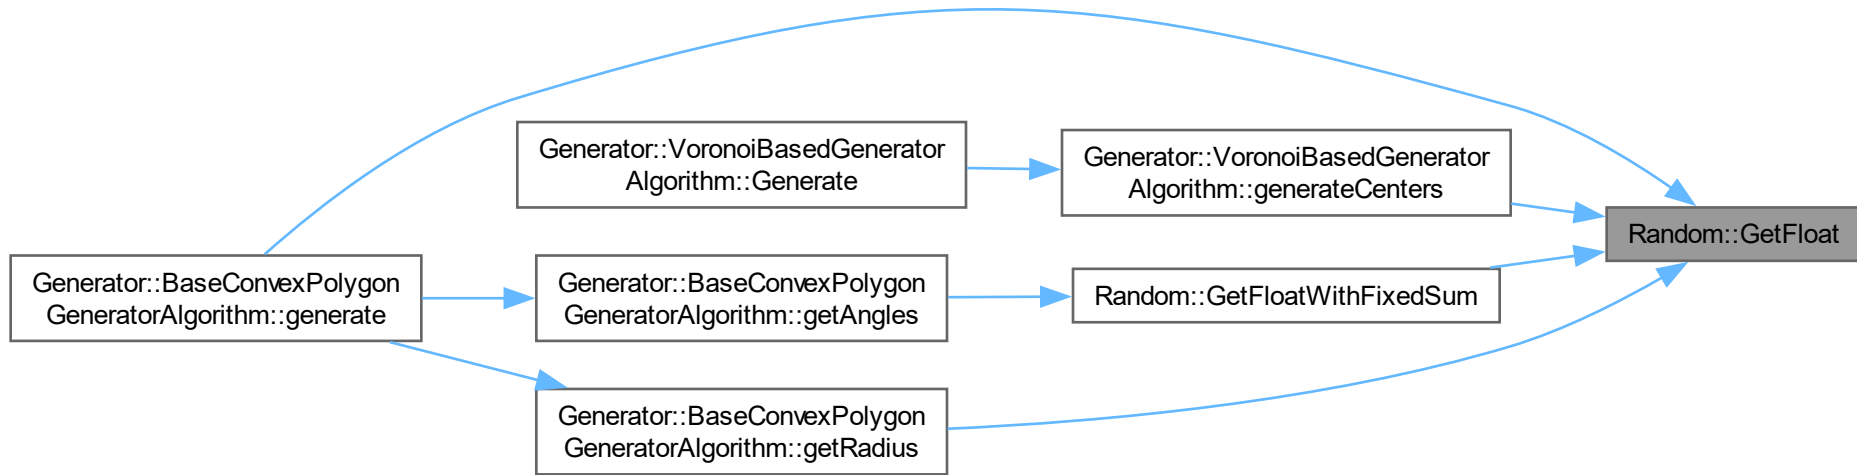 Generator::VoronoiBasedGenerator
Algorithm::Generate
Generator::VoronoiBasedGenerator
Algorithm::generateCenters
Random::GetFloat
Generator::BaseConvexPolygon
GeneratorAlgorithm::generate
Generator::BaseConvexPolygon
GeneratorAlgorithm::getAngles
Random::GetFloatWithFixedSum
Generator::BaseConvexPolygon
GeneratorAlgorithm::getRadius